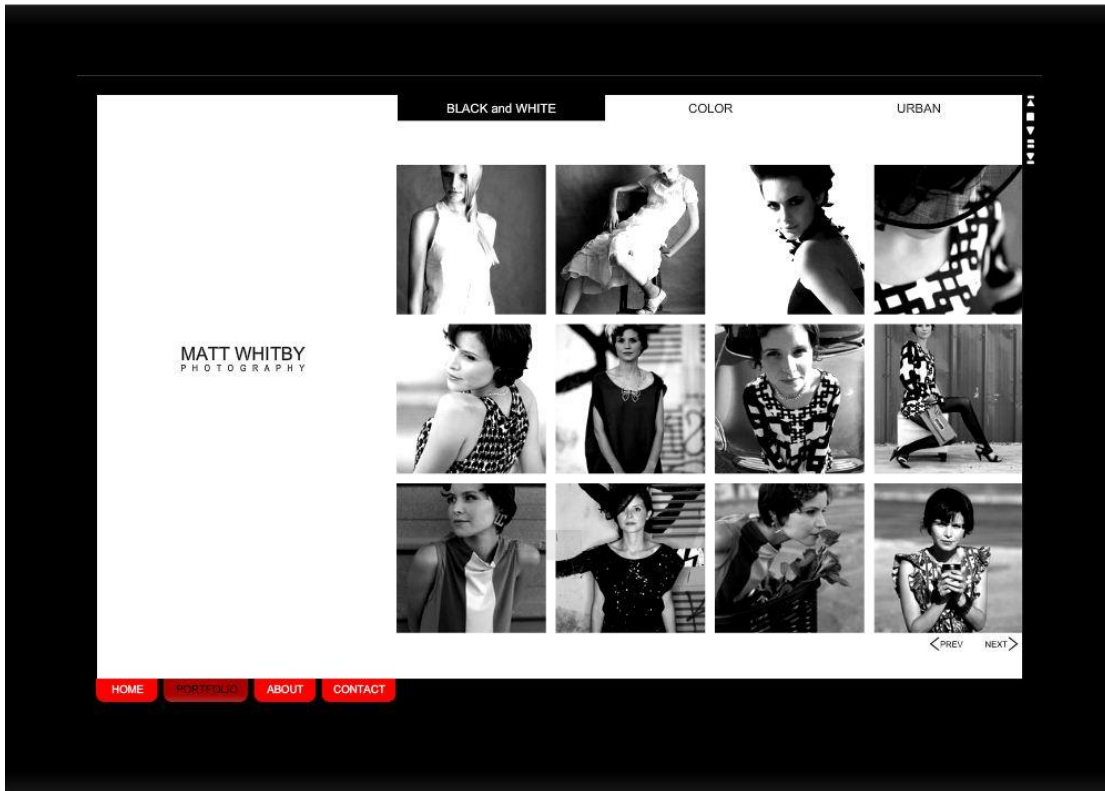 BLACK and WHITE
COLOR
URBAN
MATT WHITBY
PHOTOGRAPHY
PREV
NEXT
HOME
PORTFOLIO
ABOUT
CONTACT